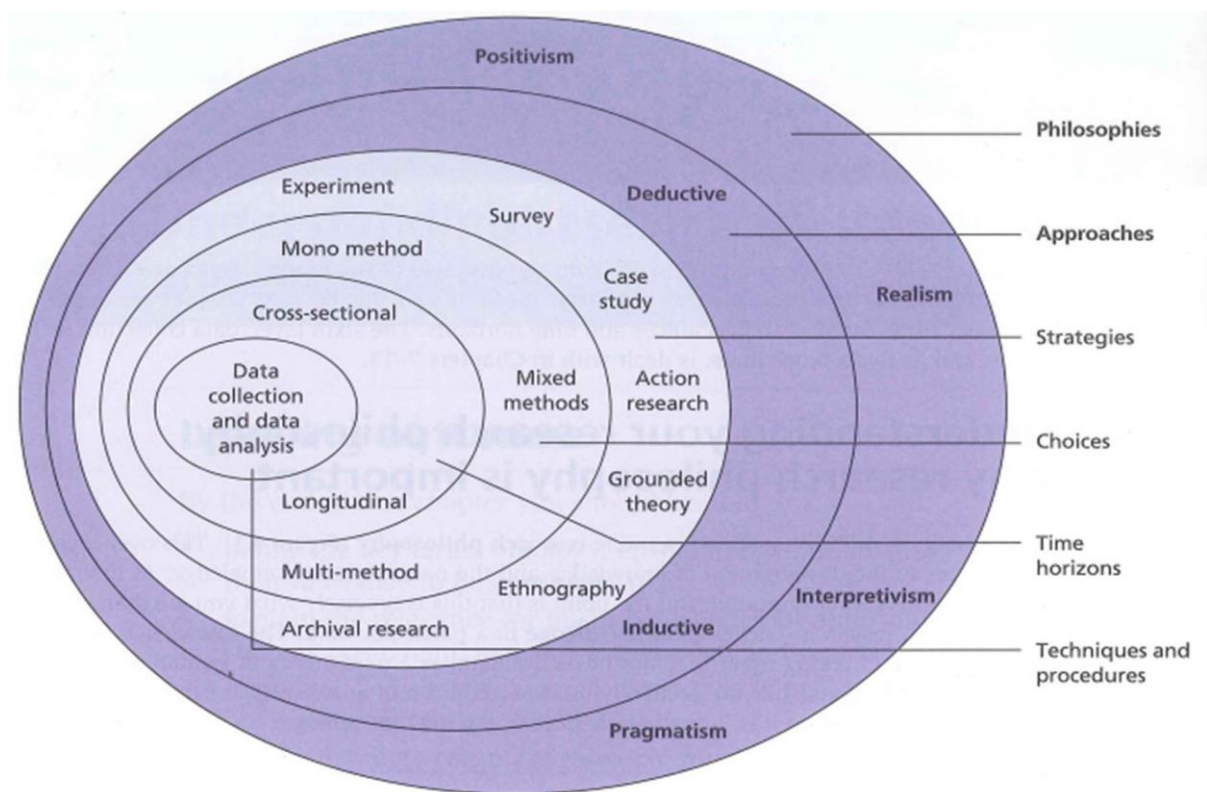 Positivism
Philosophies
Experiment
Deductive
Survey
Approaches
Mono method
Case
study
Realism
Cross-sectional
Strategies
Data
collection
and data
analysis
Mixed
methods
Action
research
Choices
Longitudinal
Grounded
theory
Time
horizons
Multi-method
Ethnography
Interpretivism
Archival research
Inductive
Techniques and
procedures
Pragmatism